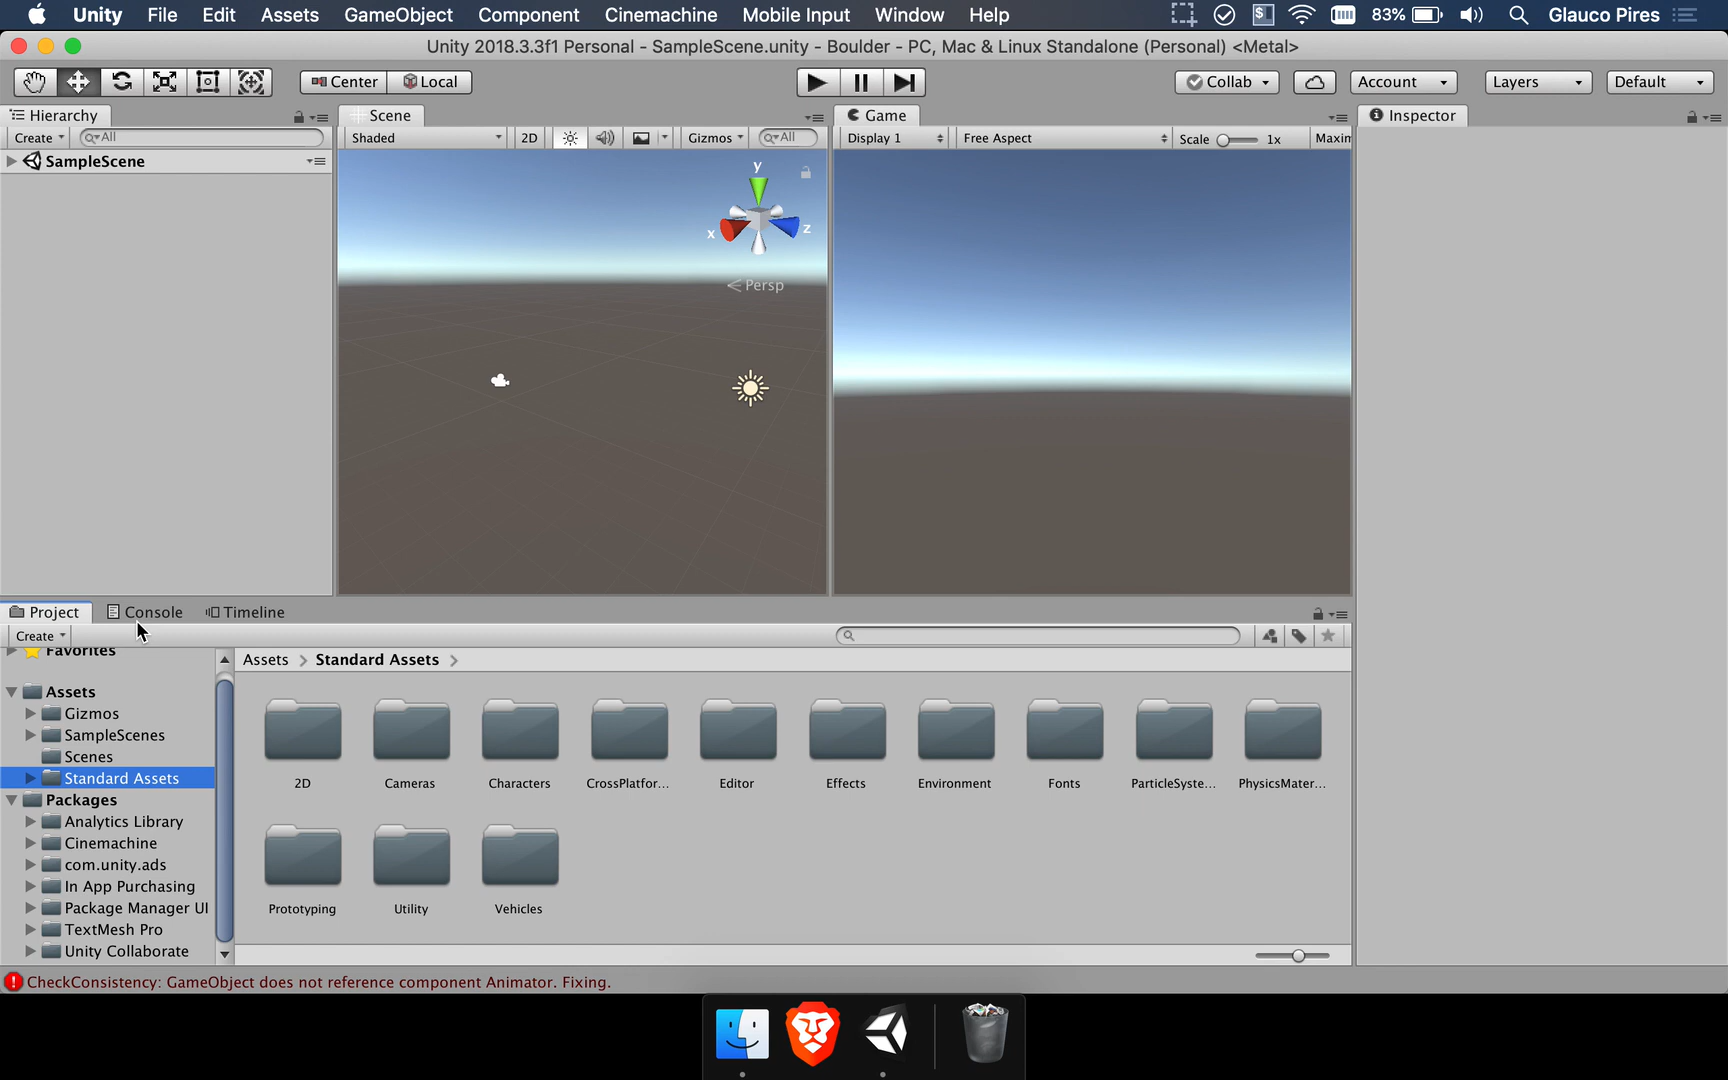 Unity File Edit Assets GameObject Component Cinemachine Mobile Input Window Help 83% Glauco Pires
Unity 2018.3.3f1 Personal - SampleScene.unity - Boulder - PC, Mac & Linux Standalone (Personal) <Metal>
Center Local Collab Account Layers Default
Hierarchy
Create All
SampleScene
Scene
Shaded 2D Gizmos All
y
x
z
Persp
Game
Display 1 Free Aspect Scale 1x Maxim
Inspector
Project Console Timeline
Create
Favorites
Assets
Gizmos
SampleScenes
Scenes
Standard Assets
Packages
Analytics Library
Cinemachine
com.unity.ads
In App Purchasing
Package Manager UI
TextMesh Pro
Unity Collaborate
Assets Standard Assets
2D Cameras Characters CrossPlatfor... Editor Effects Environment Fonts ParticleSyste... PhysicsMater...
Prototyping Utility Vehicles
CheckConsistency: GameObject does not reference component Animator. Fixing.